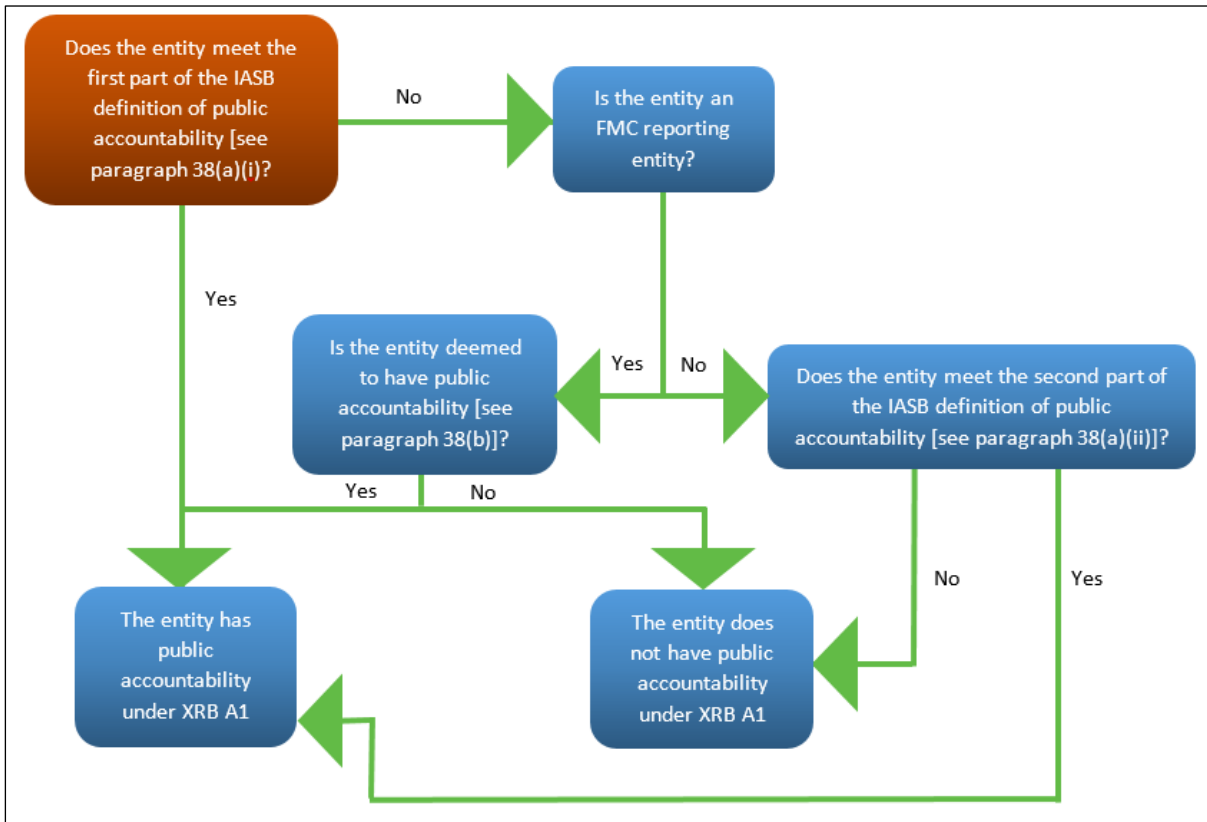 Does the entity meet the
first part of the IASB
definition of public
accountability [see
paragraph 38(a)(i)?
No
Is the entity an
FMC reporting
entity?
Yes
Is the entity deemed
to have public
accountability [see
paragraph 38(b)]?
Yes
No
Does the entity meet the second part of
the IASB definition of public
accountability [see paragraph 38(a)(ii)]?
Yes
No
No
Yes
The entity has
public
accountability
under XRB A1
The entity does
not have public
accountability
under XRB A1